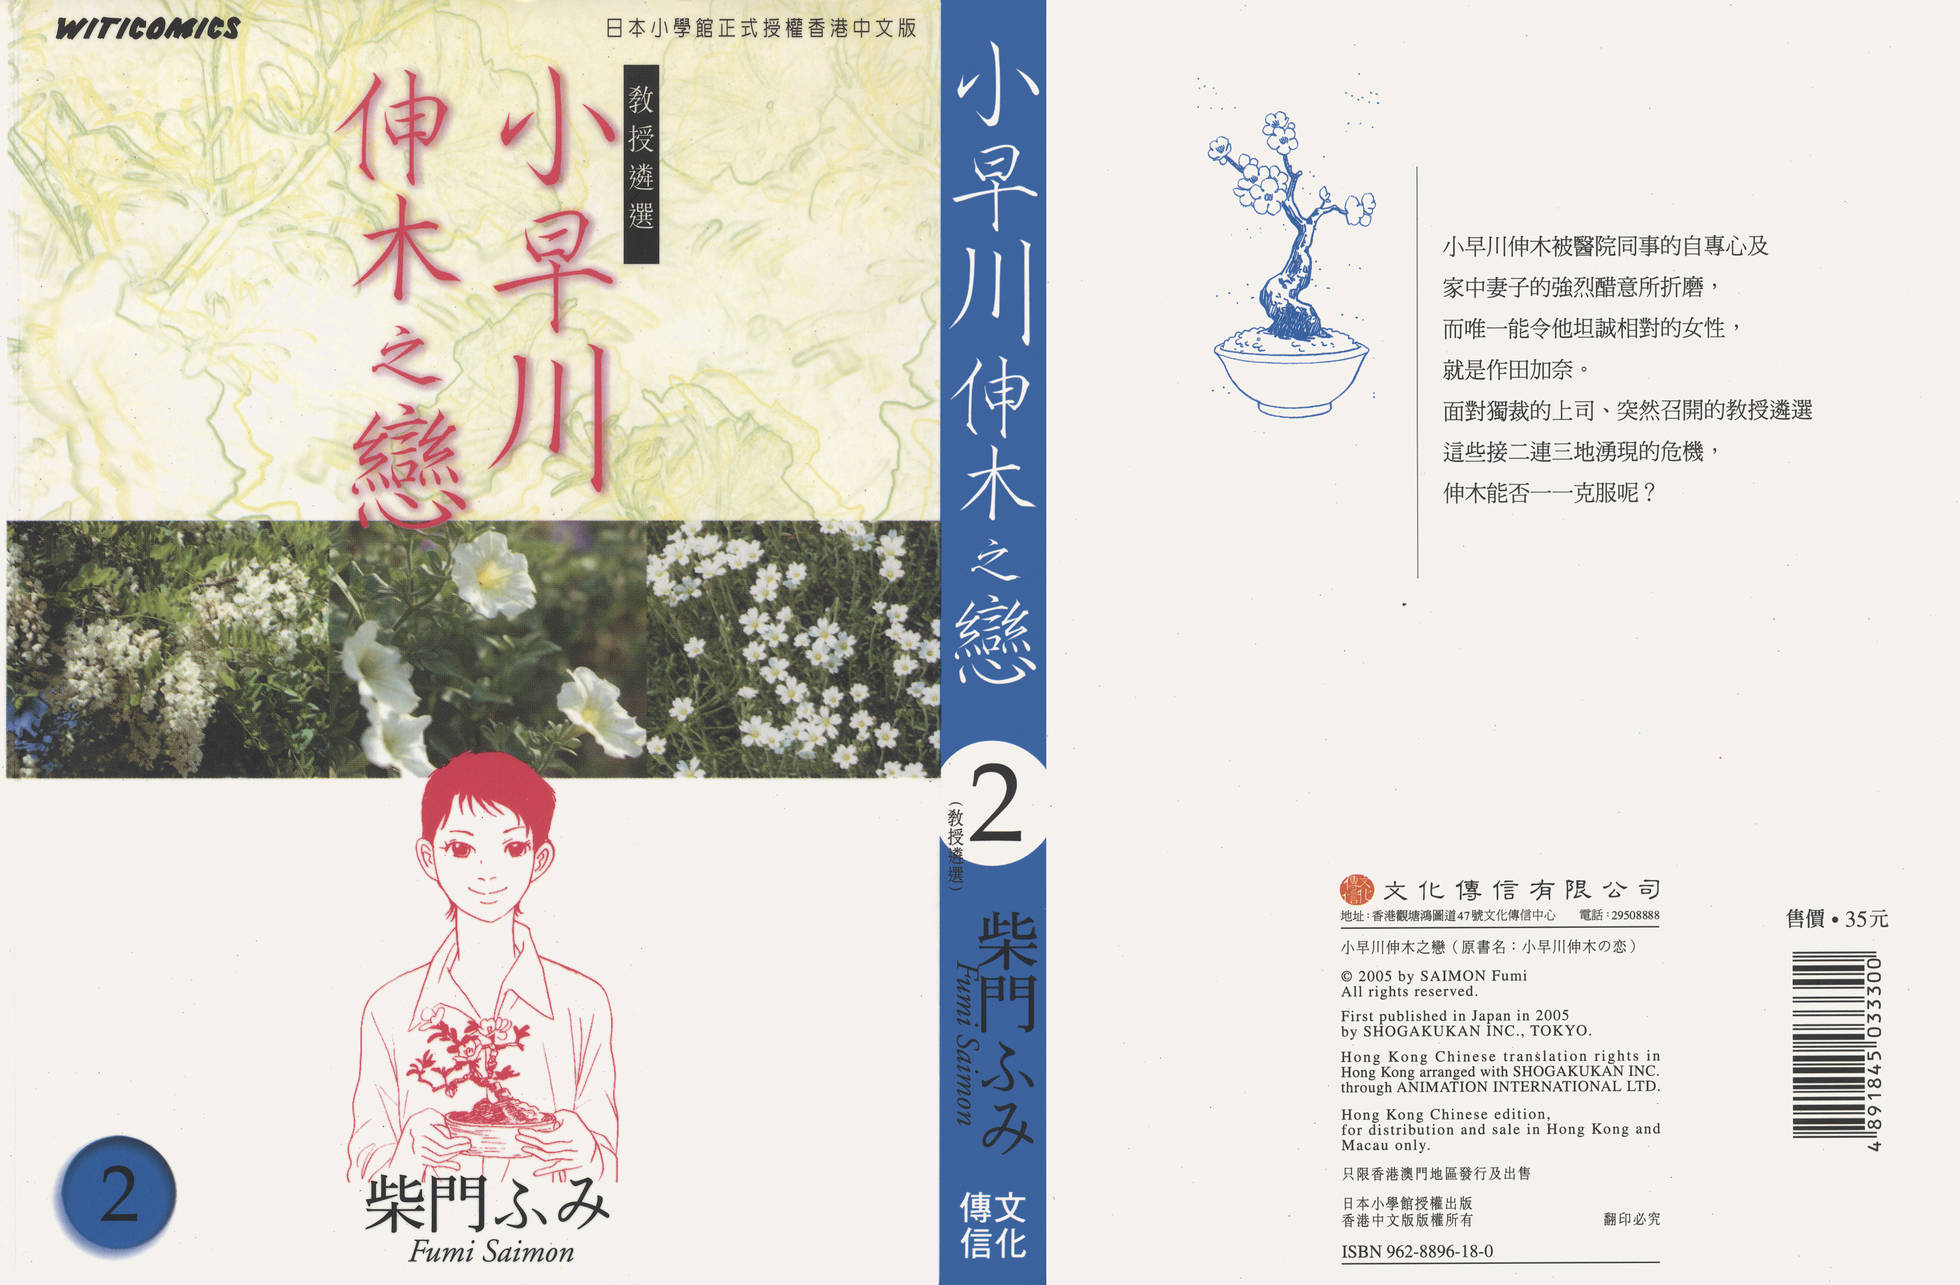 WITICOMICS
日本小學館正式授權香港中文版
教授遴選
小早川
伸木之戀
2
柴門ふみ
Fumi Saimon
小早川伸木之戀
2
(教授遴選)
柴門ふみ
Fumi Saimon
文化傳信
小早川伸木被醫院同事的自專心及
家中妻子的強烈醋意所折磨，
而唯一能令他坦誠相對的女性，
就是作田加奈。
面對獨裁的上司、突然召開的教授遴選
這些接二連三地湧現的危機，
伸木能否一一克服呢？
文化傳信
文化傳信有限公司
地址：香港觀塘鴻圖道47號文化傳信中心 電話：29508888
小早川伸木之戀（原書名：小早川伸木の恋）
© 2005 by SAIMON Fumi
All rights reserved.
First published in Japan in 2005
by SHOGAKUKAN INC., TOKYO.
Hong Kong Chinese translation rights in
Hong Kong arranged with SHOGAKUKAN INC.
through ANIMATION INTERNATIONAL LTD.
Hong Kong Chinese edition,
for distribution and sale in Hong Kong and
Macau only.
只限香港澳門地區發行及出售
日本小學館授權出版
香港中文版版權所有 翻印必究
ISBN 962-8896-18-0
售價•35元
4 891845 033300